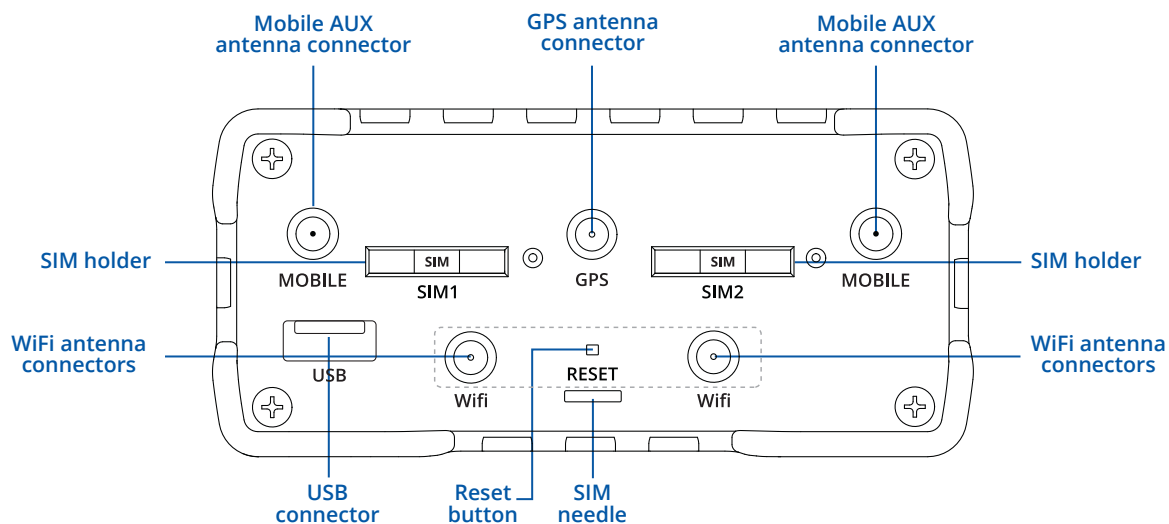 Mobile AUX
antenna connector
GPS antenna
connector
Mobile AUX
antenna connector
SIM holder
SIM
SIM
SIM holder
MOBILE
SIM1
GPS
SIM2
MOBILE
WiFi antenna
connectors
WiFi antenna
connectors
USB
RESET
Wifi
Wifi
USB
connector
Reset
button
SIM
needle